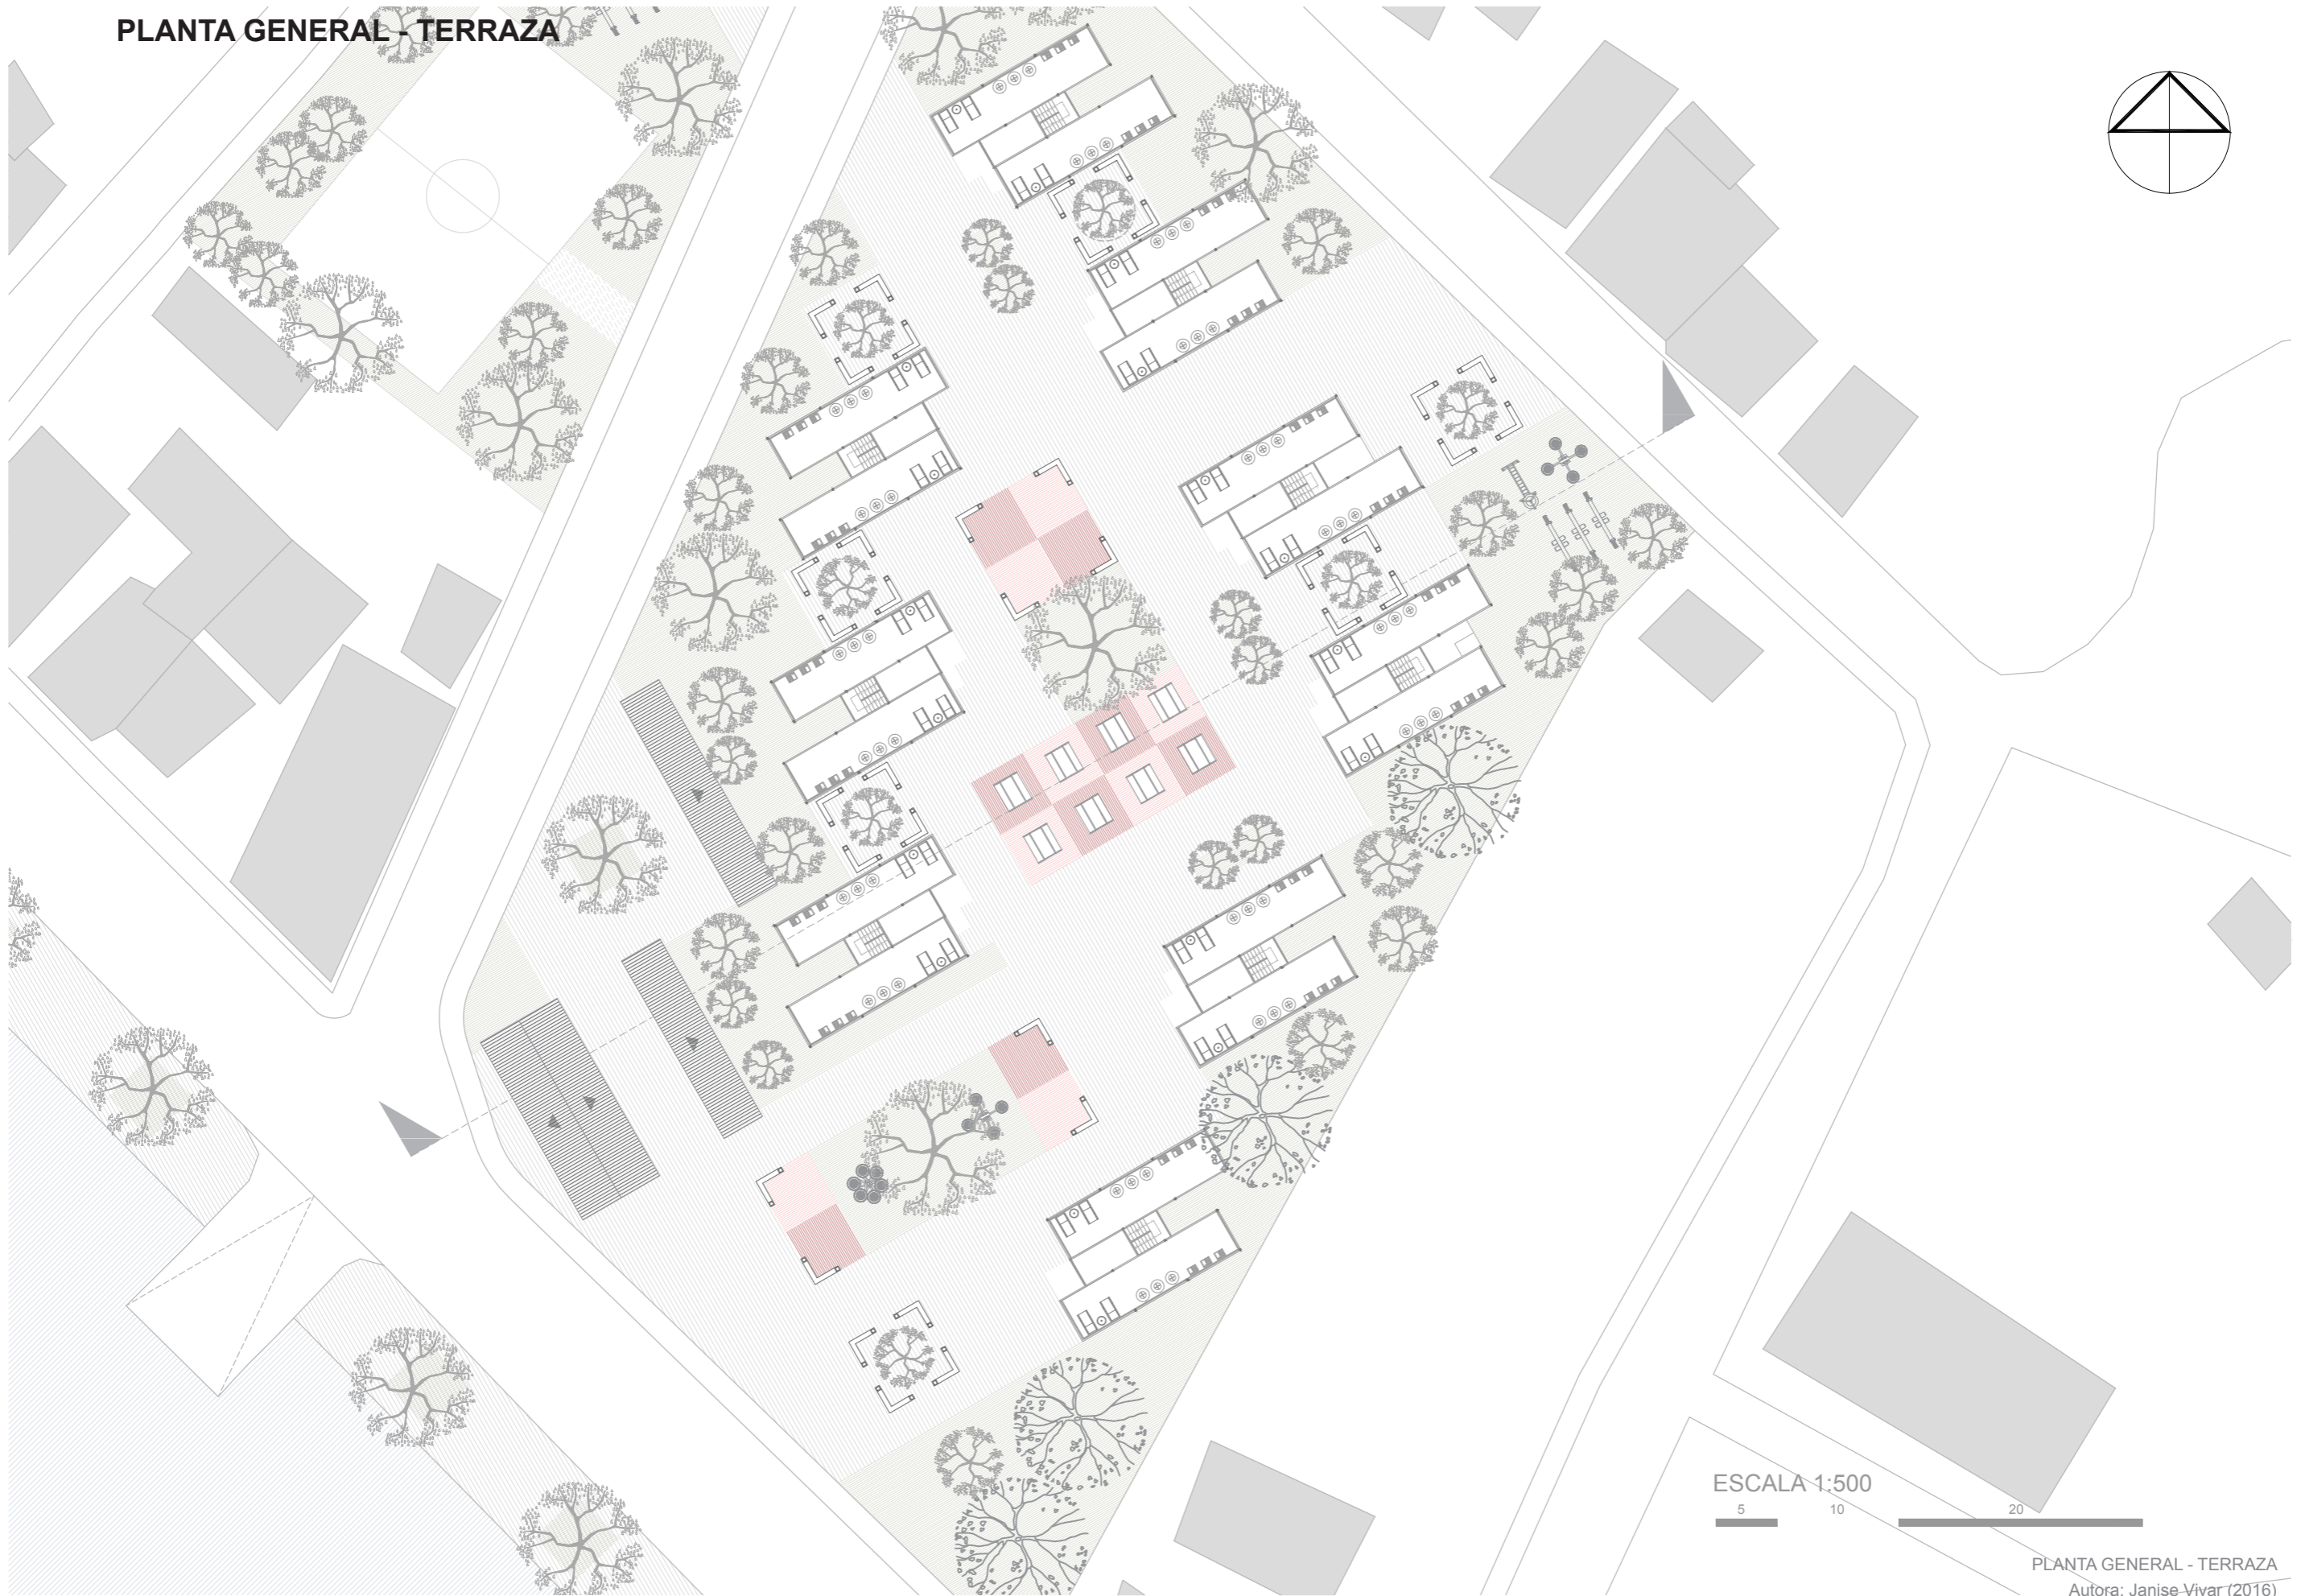 PLANTA GENERAL - TERRAZA
ESCALA 1:500
5 10 20
PLANTA GENERAL - TERRAZA
Autora: Janise Vivar (2016)